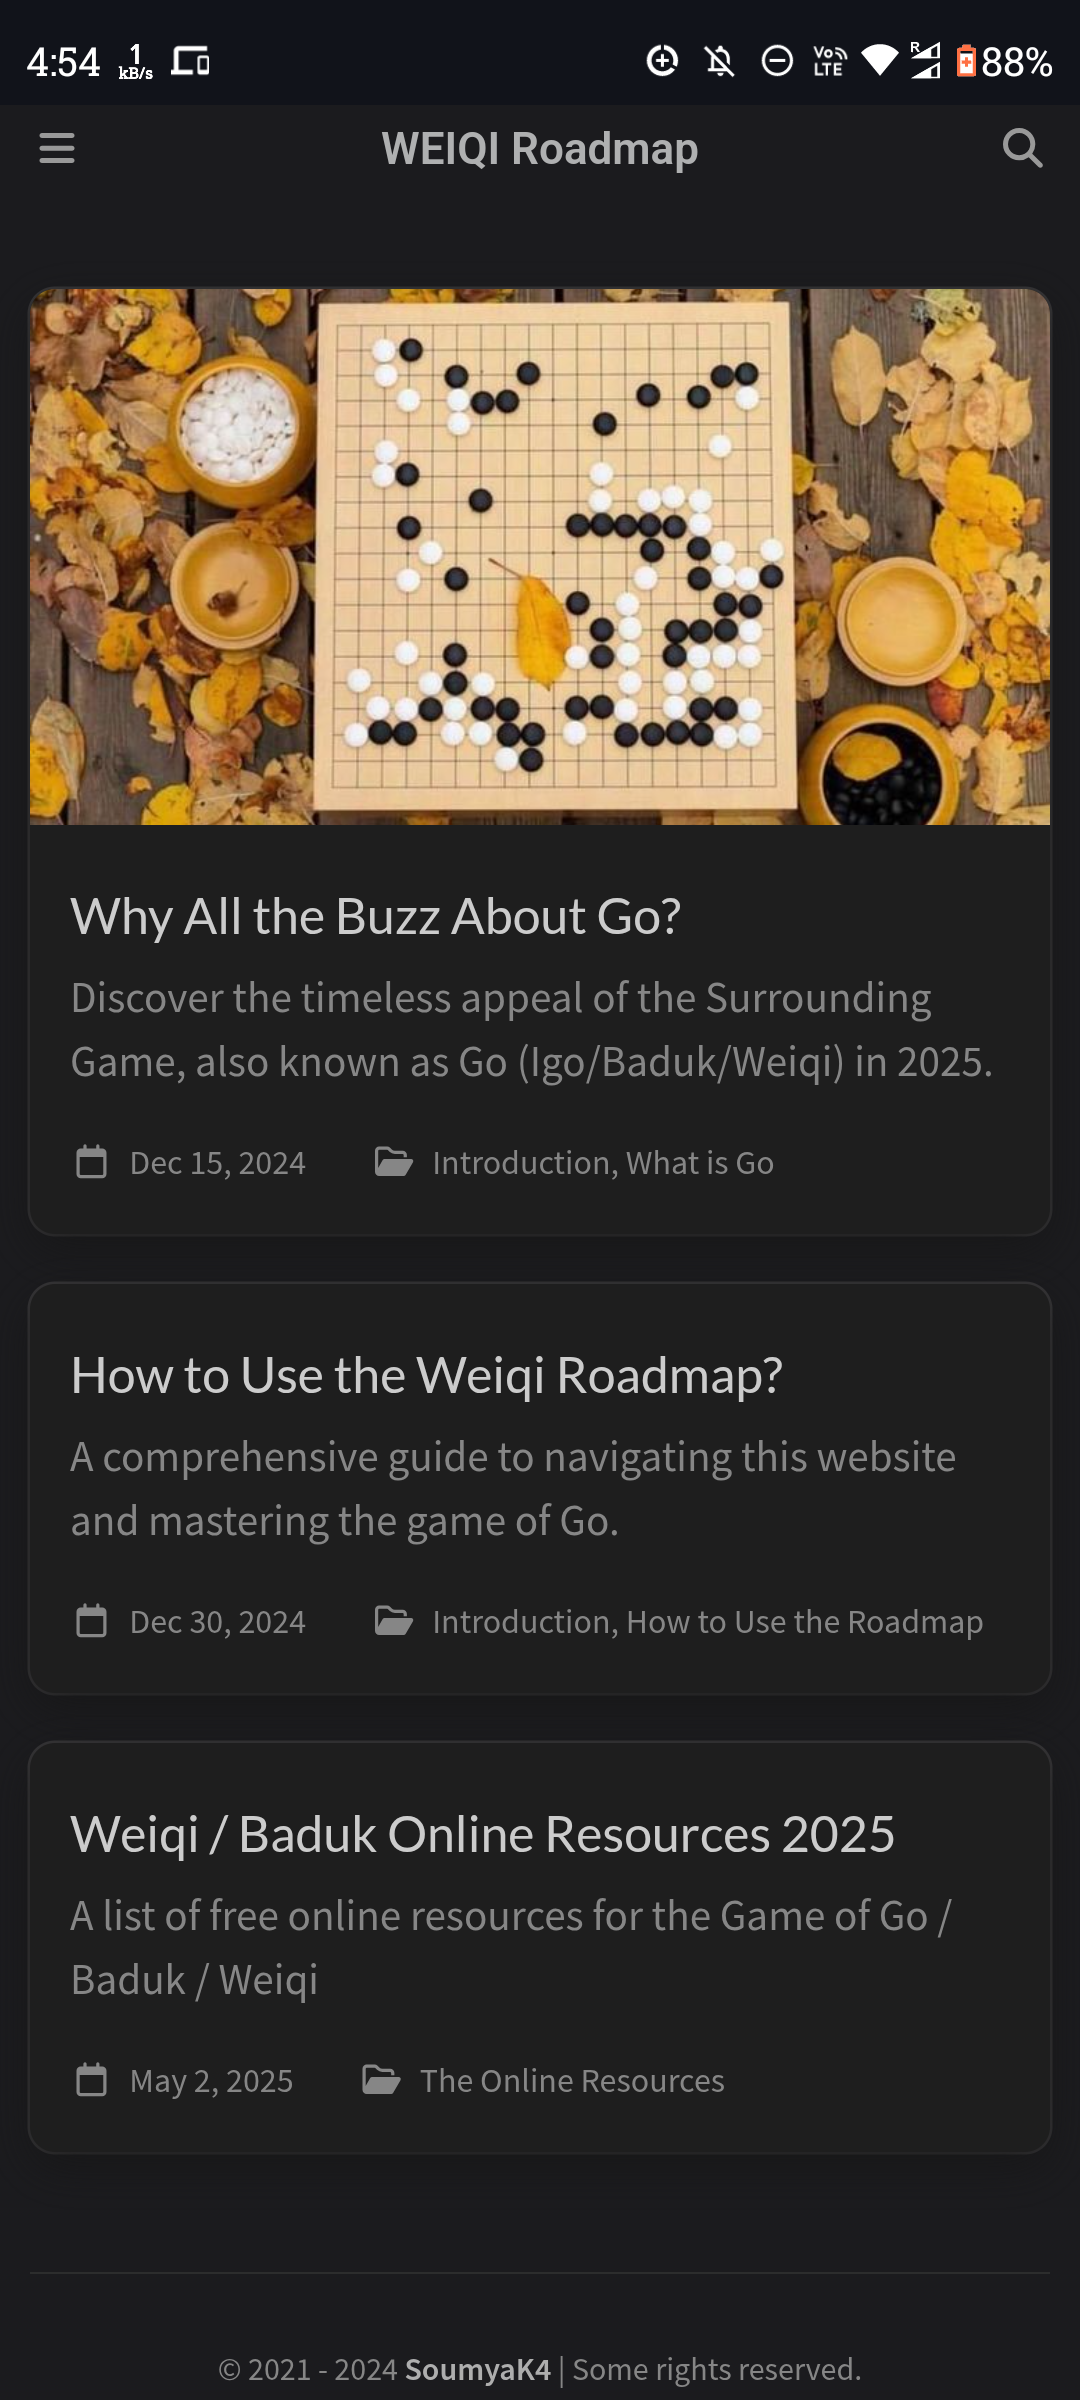 4:54 1 kB/s Vo LTE R 88%
WEIQI Roadmap
Why All the Buzz About Go?
Discover the timeless appeal of the Surrounding
Game, also known as Go (Igo/Baduk/Weiqi) in 2025.
Dec 15, 2024 Introduction, What is Go
How to Use the Weiqi Roadmap?
A comprehensive guide to navigating this website
and mastering the game of Go.
Dec 30, 2024 Introduction, How to Use the Roadmap
Weiqi / Baduk Online Resources 2025
A list of free online resources for the Game of Go /
Baduk / Weiqi
May 2, 2025 The Online Resources
© 2021 - 2024 SoumyaK4 | Some rights reserved.